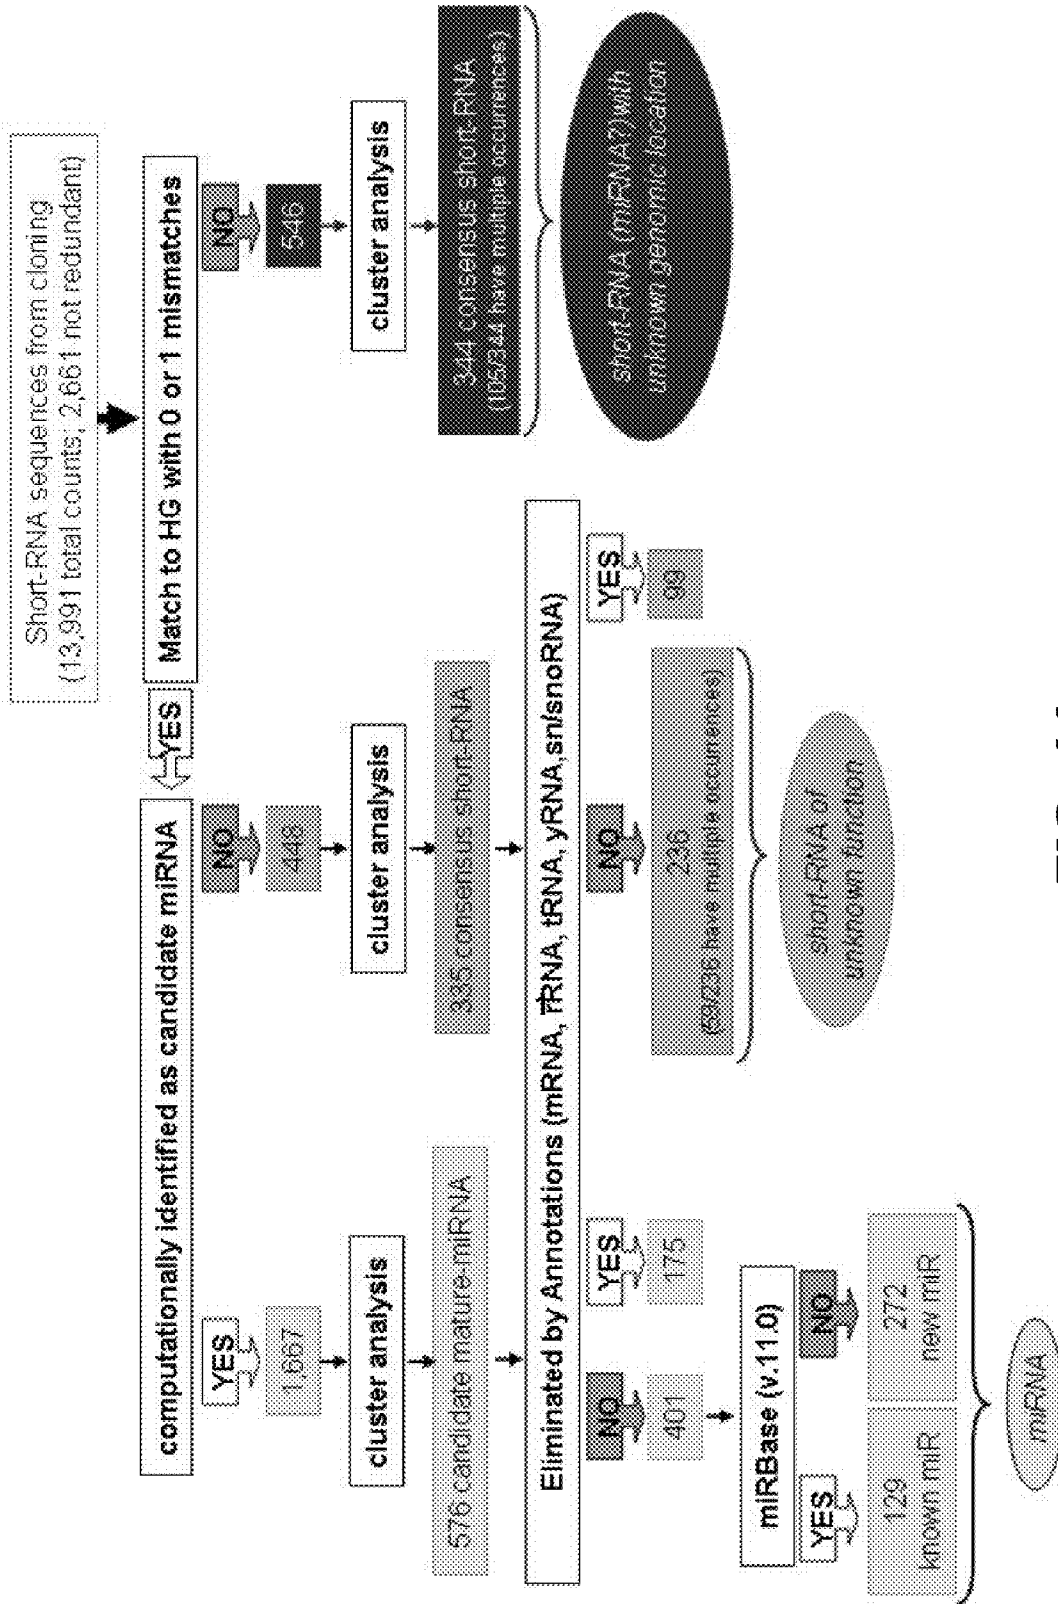 Short-RNA sequences from cloning
(13,991 total counts; 2,661 not redundant)
Match to HG with 0 or 1 mismatches
YES
NO
computationally identified as candidate miRNA
YES
NO
1,667
448
546
cluster analysis
cluster analysis
cluster analysis
576 candidate mature-miRNA
335 consensus short-RNA
344 consensus short-RNA
(105/344 have multiple occurrences)
short-RNA (miRNA?) with
unknown genomic location
Eliminated by Annotations (mRNA, rRNA, tRNA, yRNA,sn/snoRNA)
NO
YES
NO
YES
401
175
236
(59/236 have multiple occurrences)
99
short-RNA of
unknown function
miRBase (v.11.0)
YES
NO
129
known miR
272
new miR
miRNA